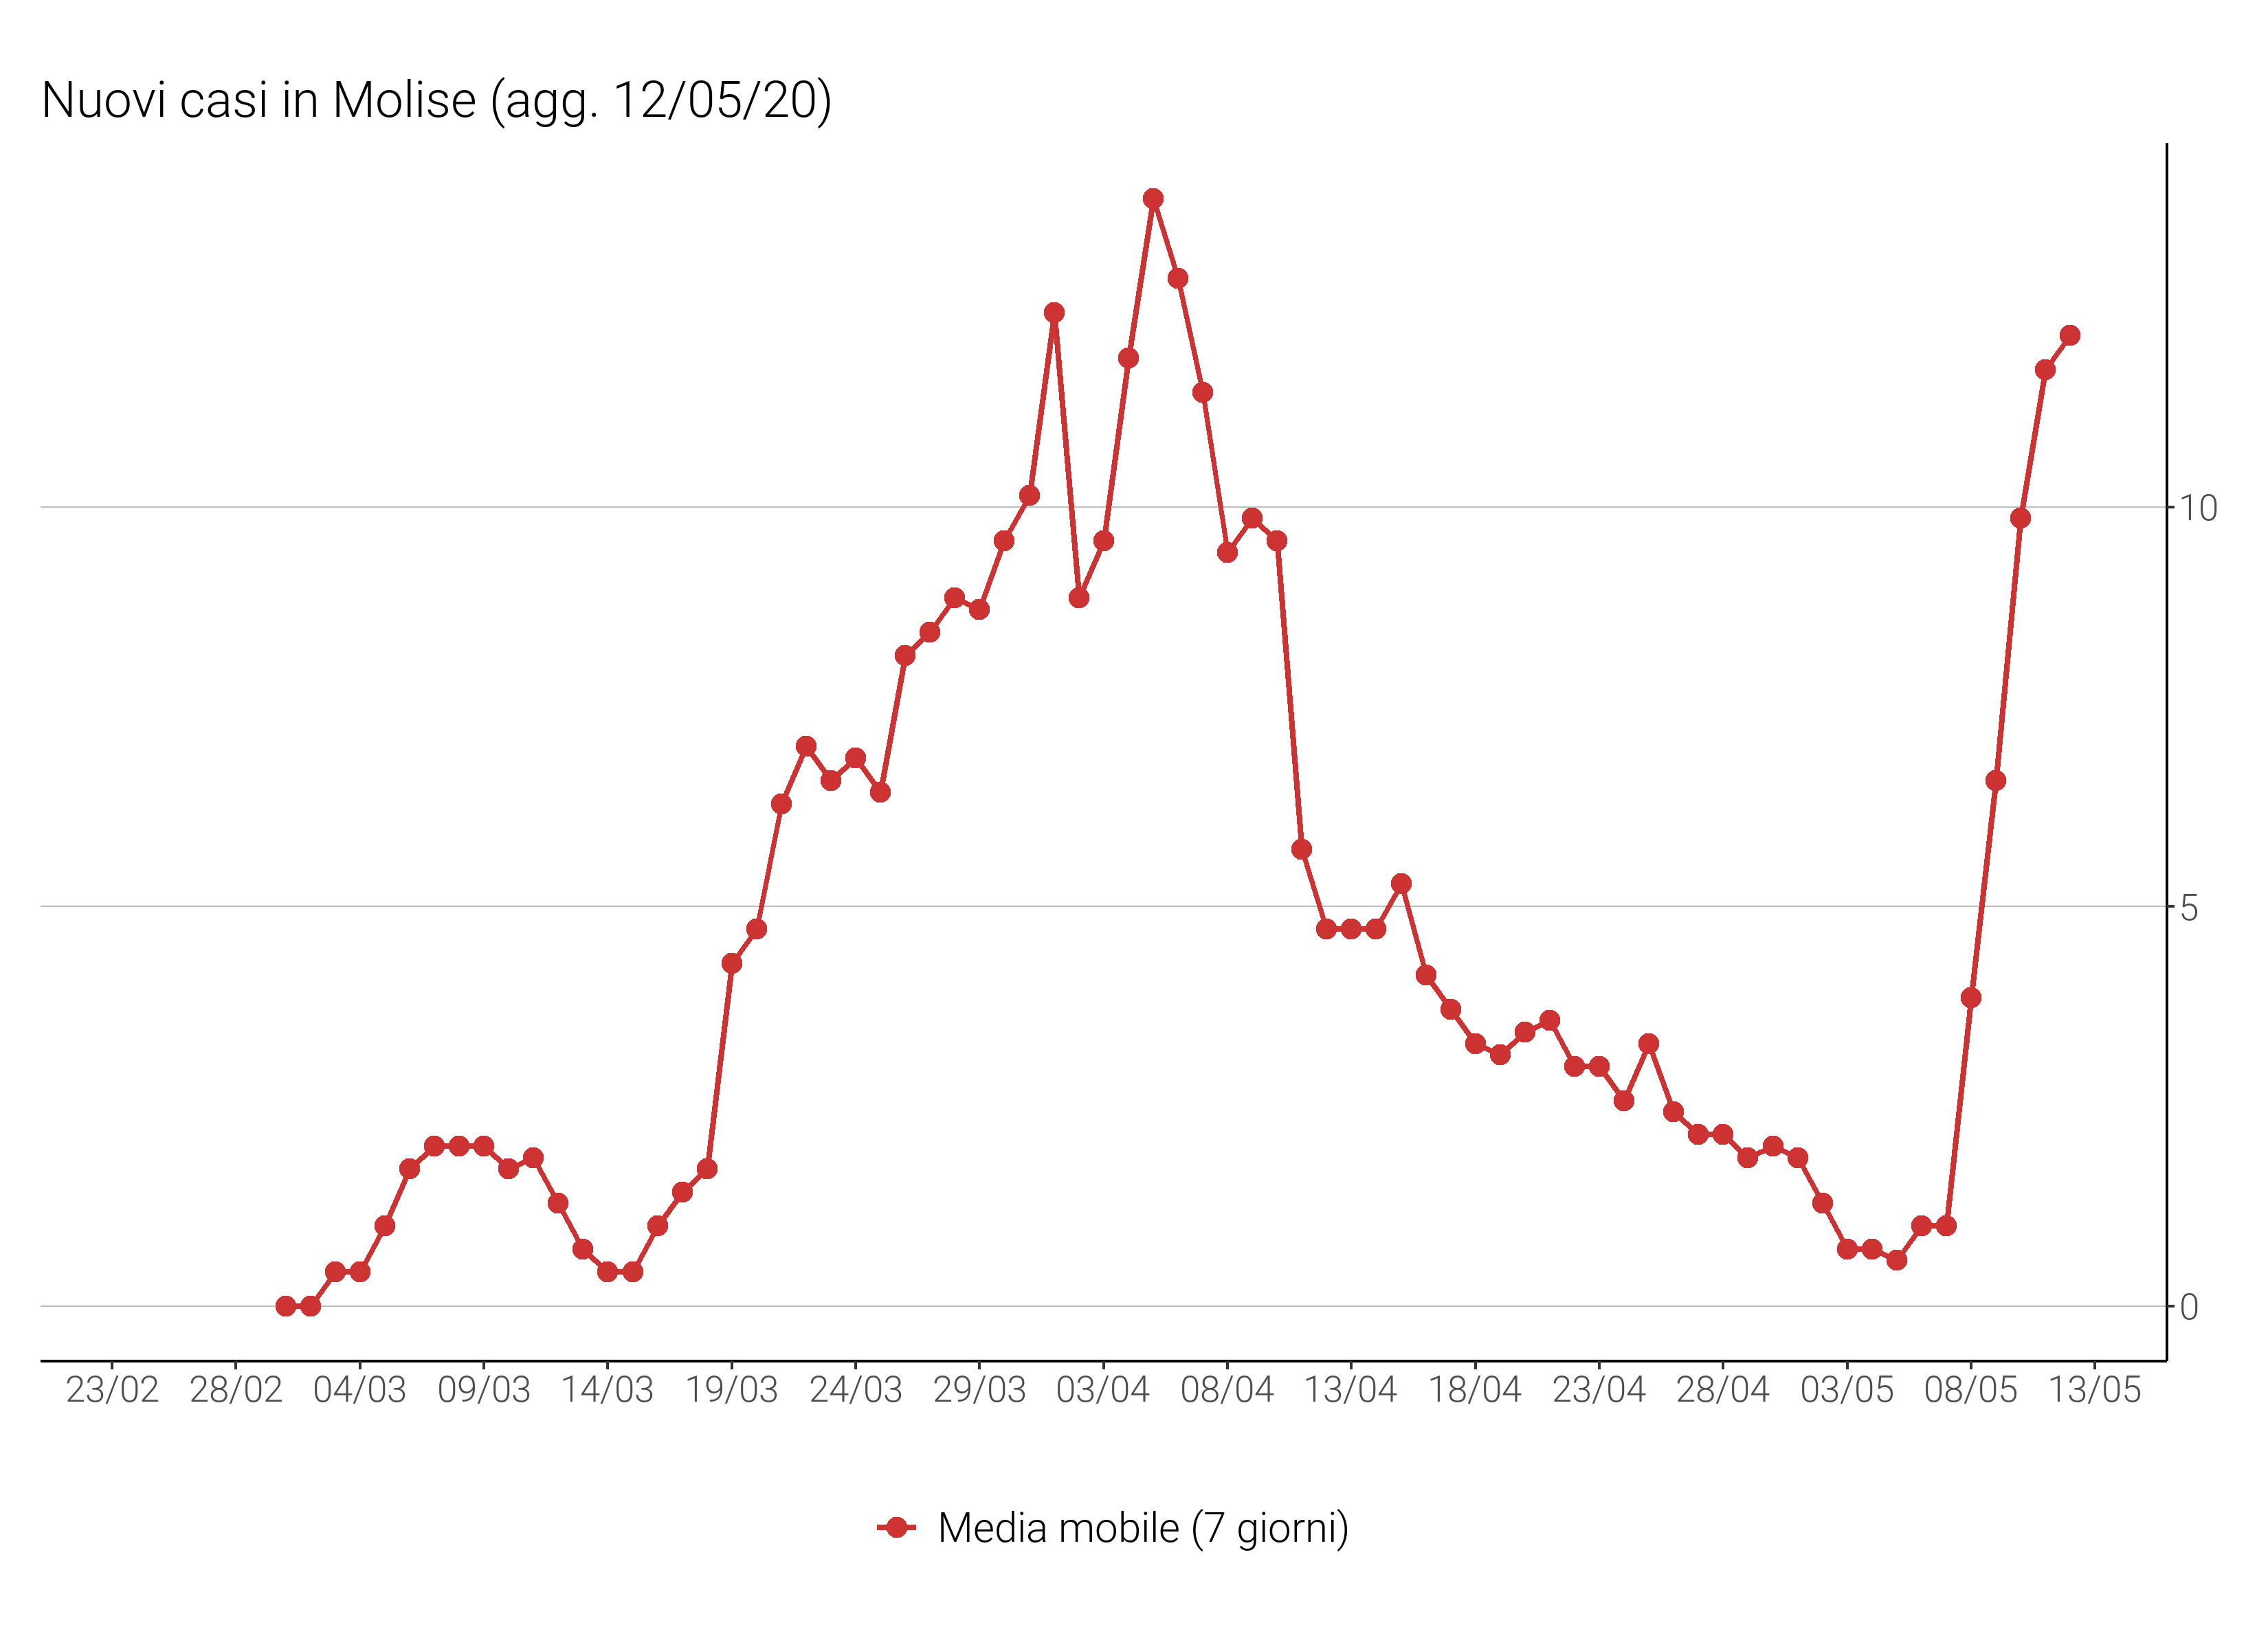 Nuovi casi in Molise (agg. 12/05/20)
10
5
0
23/02 28/02 04/03 09/03 14/03 19/03 24/03 29/03 03/04 08/04 13/04 18/04 23/04 28/04 03/05 08/05 13/05
Media mobile (7 giorni)